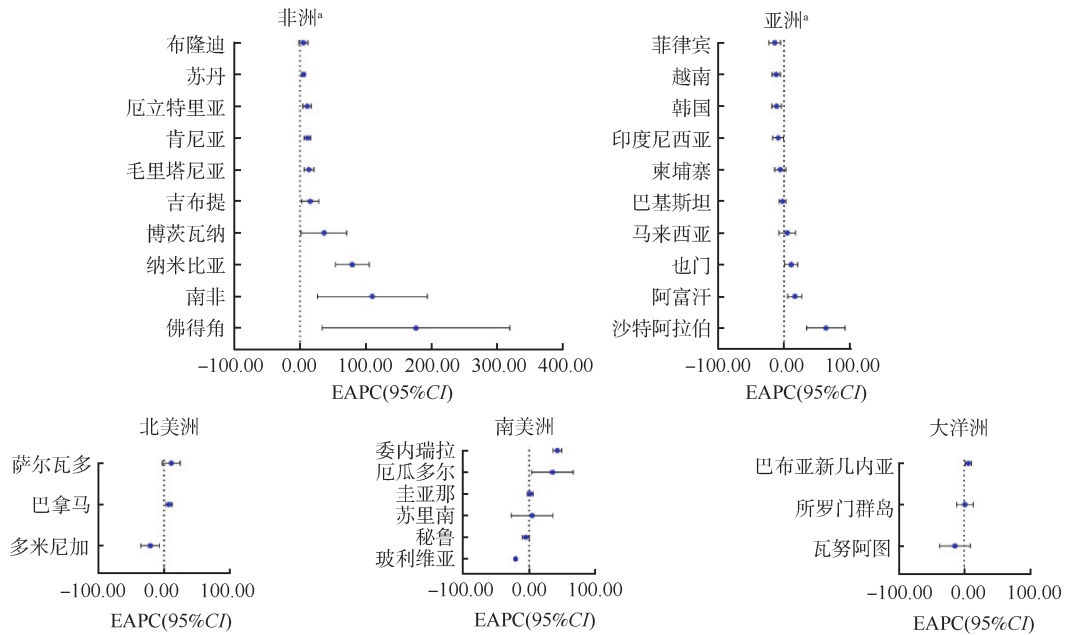 非洲ᵃ
布隆迪
苏丹
厄立特里亚
肯尼亚
毛里塔尼亚
吉布提
博茨瓦纳
纳米比亚
南非
佛得角
−100.00 0.00 100.00 200.00 300.00 400.00
EAPC(95%CI)
亚洲ᵃ
菲律宾
越南
韩国
印度尼西亚
柬埔寨
巴基斯坦
马来西亚
也门
阿富汗
沙特阿拉伯
−100.00 0.00 100.00
EAPC(95%CI)
北美洲
萨尔瓦多
巴拿马
多米尼加
−100.00 0.00 100.00
EAPC(95%CI)
南美洲
委内瑞拉
厄瓜多尔
圭亚那
苏里南
秘鲁
玻利维亚
−100.00 0.00 100.00
EAPC(95%CI)
大洋洲
巴布亚新几内亚
所罗门群岛
瓦努阿图
−100.00 0.00 100.00
EAPC(95%CI)